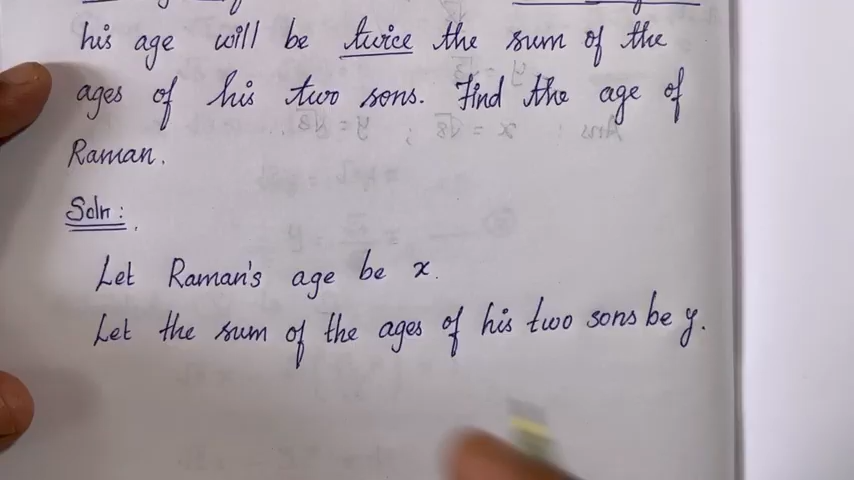 his age will be twice the sum of the
ages of his two sons. Find the age of
Raman.
Soln:
Let Raman's age be x.
Let the sum of the ages of his two sons be y.